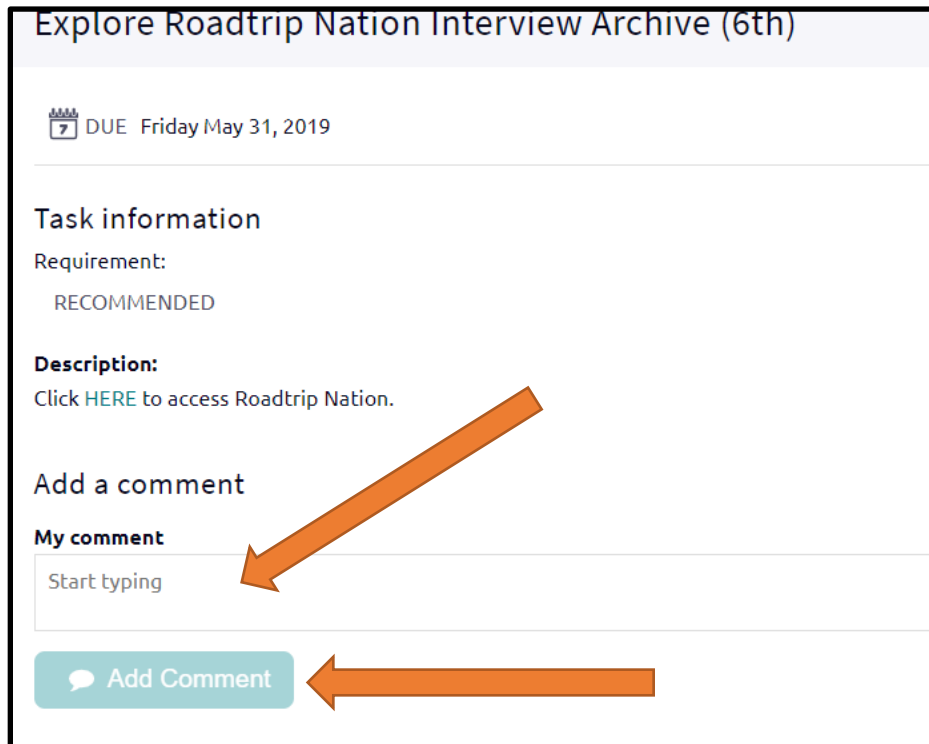 Explore Roadtrip Nation Interview Archive (6th)
7 DUE Friday May 31, 2019
Task information
Requirement:
RECOMMENDED
Description:
Click HERE to access Roadtrip Nation.
Add a comment
My comment
Start typing
Add Comment